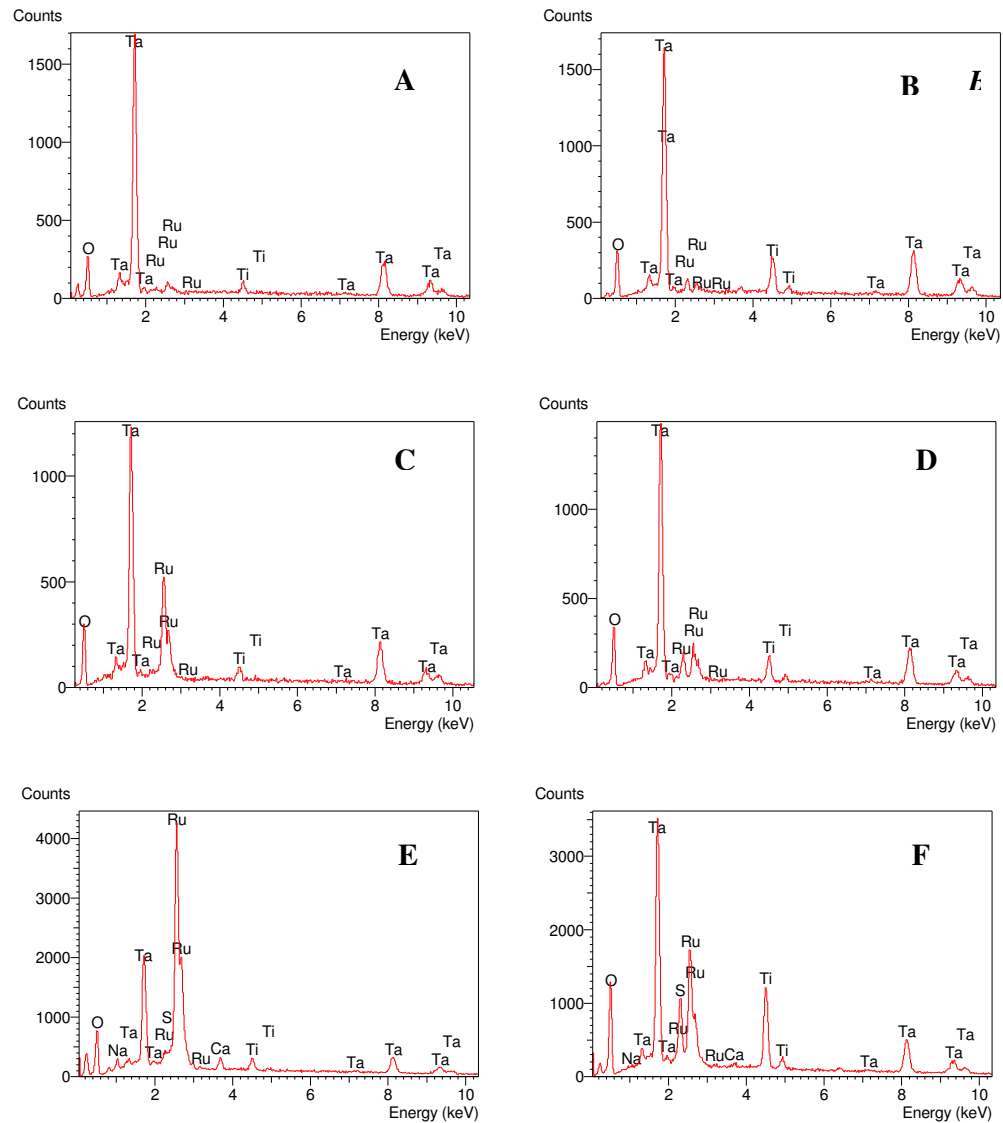 Counts Counts
Ta Ta
1500 1500
A B
1000 Ta 1000
500 Ru Ru Ti Ta 500 Ru Ta
O Ru Ta O Ru Ti Ta
Ta Ta Ru Ti Ta Ta Ta Ta Ru Ru Ti Ta Ta
0 0
2 4 6 8 10 2 4 6 8 10
Energy (keV) Energy (keV)
Counts Counts
Ta Ta
C D
1000 1000
500 Ru 500
O Ru Ti Ta O Ru Ti Ta
Ta Ru Ta Ta Ru Ru Ti Ta
Ta Ru Ti Ta Ta Ta Ru Ta Ta
0 0
2 4 6 8 10 2 4 6 8 10
Energy (keV) Energy (keV)
Counts Counts
Ru Ta
4000 E 3000 F
3000
2000 Ta Ru 2000 Ru
1000 O S Ti Ta 1000 O S Ru Ti
Na Ta Ru Ca Ta Ta Ru Ta Ta
Ta Ru Ta Ta Na Ta Ru Ca Ti Ta Ta
0 0
2 4 6 8 10 2 4 6 8 10
Energy (keV) Energy (keV)